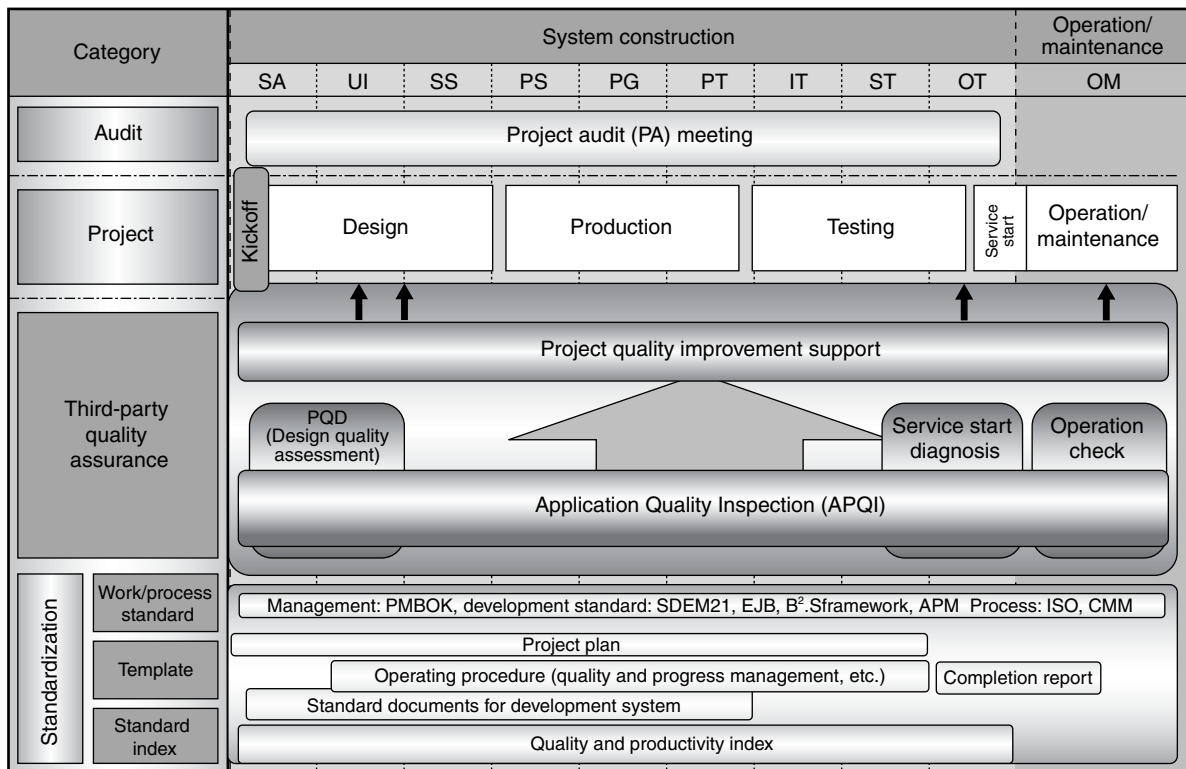 Category
System construction
Operation/
maintenance
SA UI SS PS PG PT IT ST OT OM
Audit
Project audit (PA) meeting
Project
Kickoff
Design
Production
Testing
Service
start
Operation/
maintenance
Third-party
quality
assurance
Project quality improvement support
PQD
(Design quality
assessment)
Service start
diagnosis
Operation
check
Application Quality Inspection (APQI)
Standardization
Work/process
standard
Management: PMBOK, development standard: SDEM21, EJB, B².Sframework, APM Process: ISO, CMM
Template
Project plan
Operating procedure (quality and progress management, etc.)
Completion report
Standard documents for development system
Standard
index
Quality and productivity index